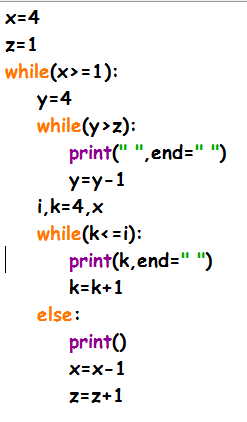 x=4
z=1
while(x>=1):
    y=4
    while(y>z):
        print(" ",end=" ")
        y=y-1
    i,k=4,x
    while(k<=i):
        print(k,end=" ")
        k=k+1
    else:
        print()
        x=x-1
        z=z+1